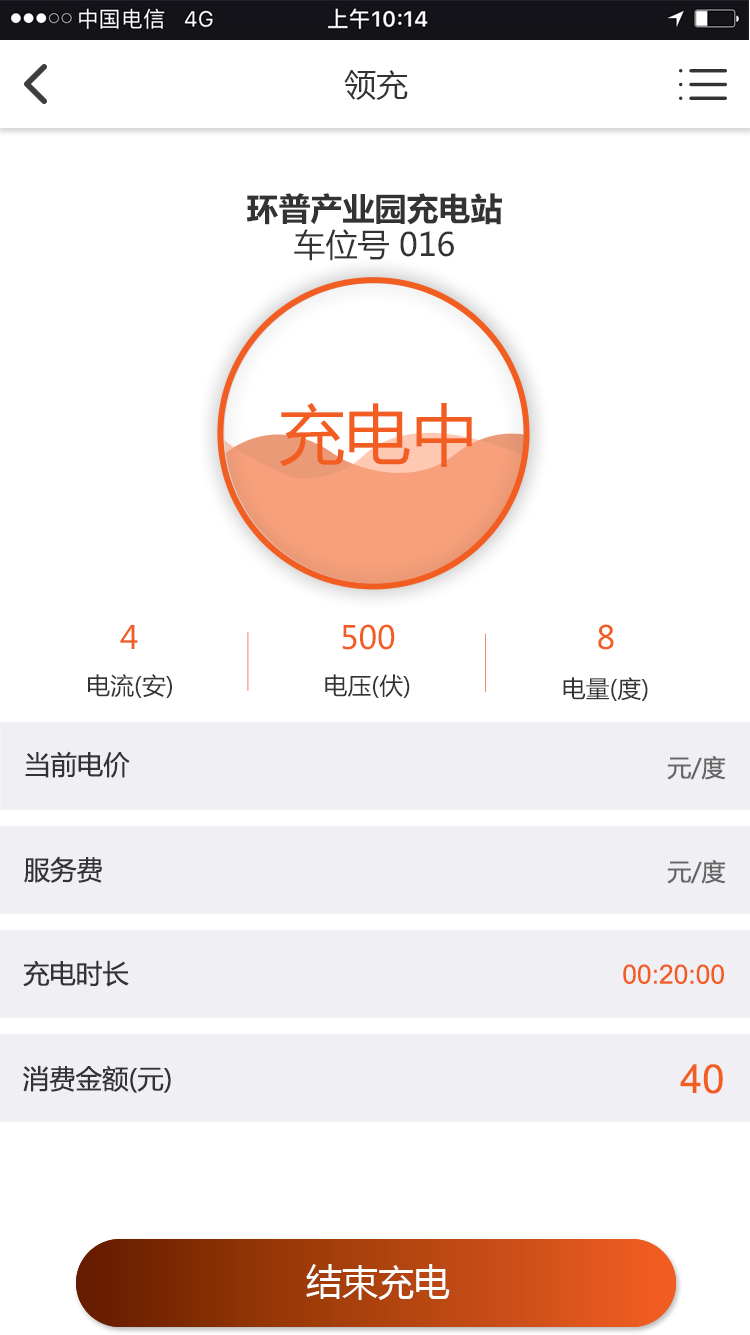 中国电信 4G 上午10:14
领充
环普产业园充电站
车位号 016
充电中
4 500 8
电流(安) 电压(伏) 电量(度)
当前电价 元/度
服务费 元/度
充电时长 00:20:00
消费金额(元) 40
结束充电